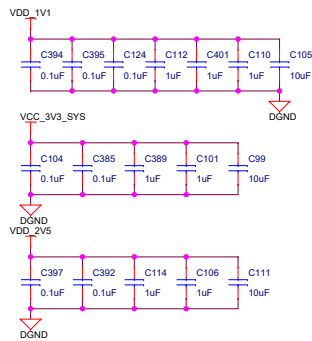 VDD_1V1
C394 C395 C124 C112 C401 C110 C105
0.1uF 0.1uF 0.1uF 1uF 1uF 1uF 10uF
DGND
VCC_3V3_SYS
C104 C385 C389 C101 C99
0.1uF 0.1uF 1uF 1uF 10uF
DGND
VDD_2V5
C397 C392 C114 C106 C111
0.1uF 0.1uF 1uF 1uF 10uF
DGND